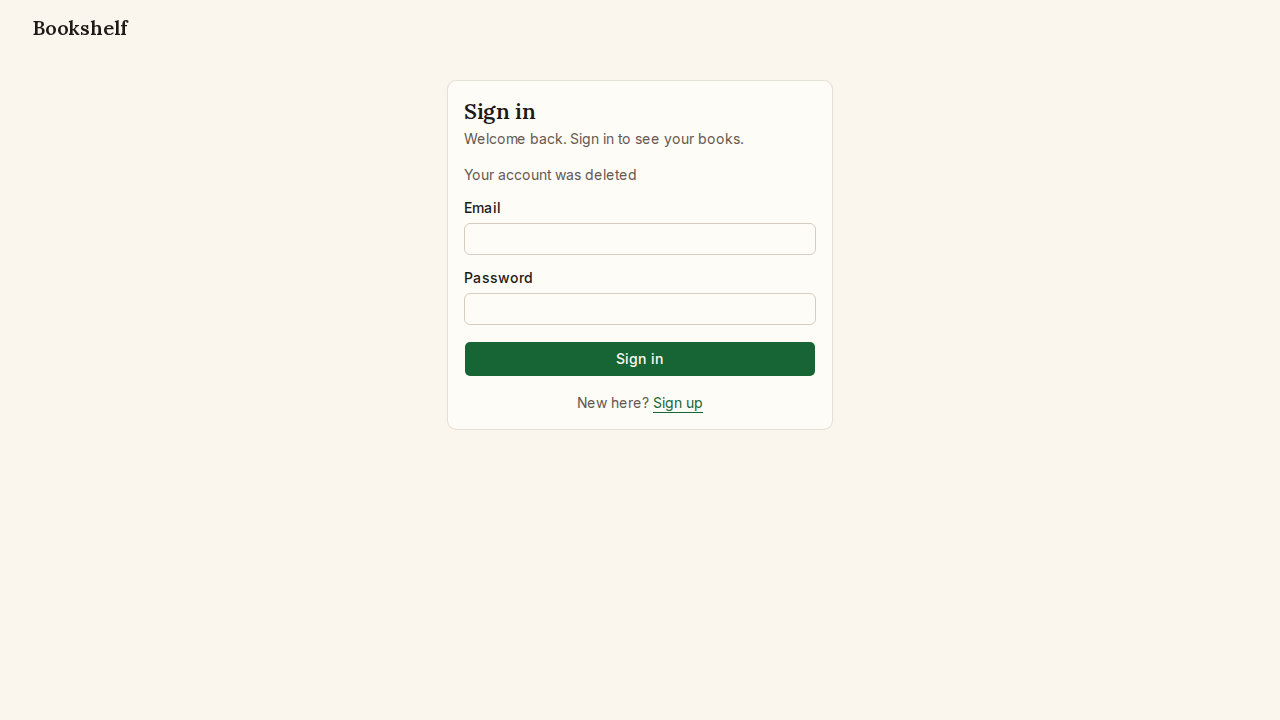 Bookshelf
Sign in
Welcome back. Sign in to see your books.
Your account was deleted
Email
Password
Sign in
New here? Sign up